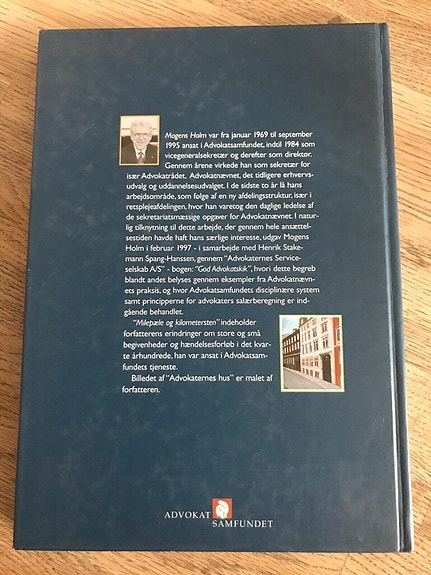 Mogens Holm var fra januar 1969 til september
1995 ansat i Advokatsamfundet, indtil 1984 som
vicegeneralsekretær og derefter som direktør.
Gennem årene virkede han som sekretær for
især Advokatrådet, Advokatnævnet, det tidligere erhvervs-
udvalg og uddannelsesudvalget. I de sidste to år lå hans
arbejdsområde, som følge af en ny afdelingsstruktur, især i
retsplejeafdelingen, hvor han varetog den daglige ledelse af
de sekretariatsmæssige opgaver for Advokatnævnet. I natur-
lig tilknytning til dette arbejde, der gennem hele ansættel-
sestiden havde haft hans særlige interesse, udgav Mogens
Holm i februar 1997 - i samarbejde med Henrik Stake-
mann Spang-Hanssen, gennem "Advokaternes Service-
selskab A/S" - bogen: "God Advokatskik", hvori dette begreb
blandt andet belyses gennem eksempler fra Advokatnævn-
ets praksis, og hvor Advokatsamfundets disciplinære system
samt principperne for advokaters salærberegning er ind-
gående behandlet.
"Milepæle og kilometersten" indeholder
forfatterens erindringer om store og små
begivenheder og hændelsesforløb i det kvar-
te århundrede, han var ansat i Advokatsam-
fundets tjeneste.
Billedet af "Advokaternes hus" er malet af
forfatteren.
ADVOKAT
SAMFUNDET